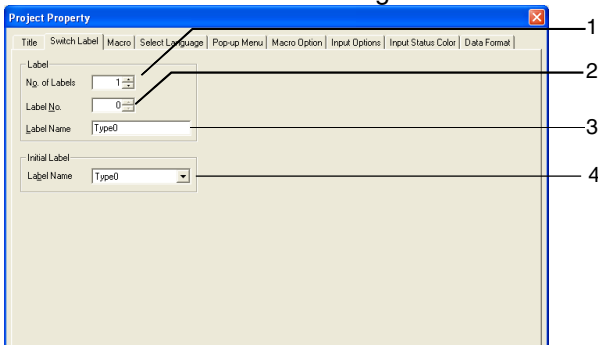 Project Property
Title Switch Label Macro Select Language Pop-up Menu Macro Option Input Options Input Status Color Data Format
1
Label
No. of Labels 1
2
Label No. 0
Label Name Type0
3
Initial Label
Label Name Type0
4